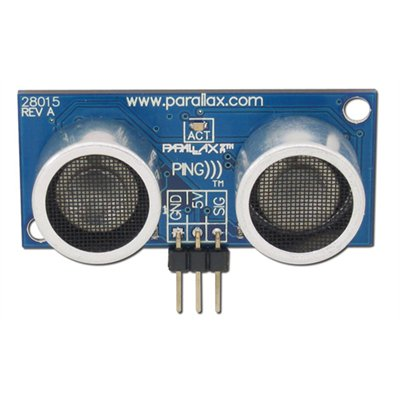 28015
REV A
www.parallax.com
ACT
PARALLAX
PING)))™
GND
5V
SIG